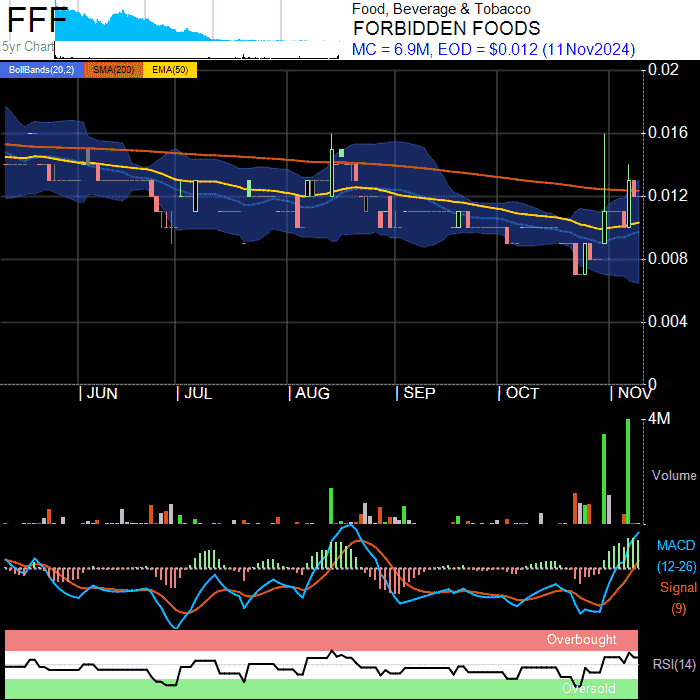 FFF
5yr Chart
Food, Beverage & Tobacco
FORBIDDEN FOODS
MC = 6.9M, EOD = $0.012 (11Nov2024)
BollBands(20,2) SMA(200) EMA(50)
0.02
0.016
0.012
0.008
0.004
0
JUN JUL AUG SEP OCT NOV
4M
Volume
MACD
(12-26)
Signal
(9)
Overbought
RSI(14)
Oversold